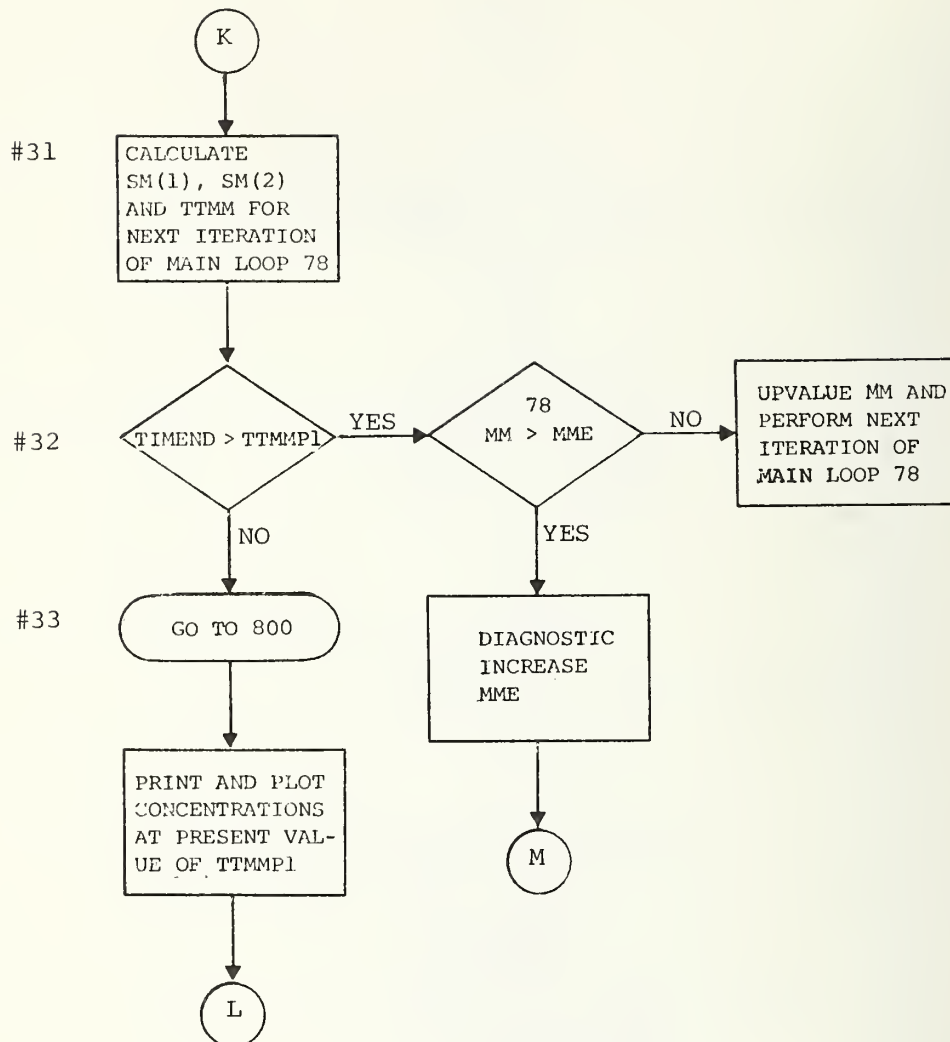 K
#31
CALCULATE
SM(1), SM(2)
AND TTMM FOR
NEXT ITERATION
OF MAIN LOOP 78
#32
TIMEND > TTMMP1
YES
78
MM > MME
NO
UPVALUE MM AND
PERFORM NEXT
ITERATION OF
MAIN LOOP 78
NO
YES
#33
GO TO 800
DIAGNOSTIC
INCREASE
MME
PRINT AND PLOT
CONCENTRATIONS
AT PRESENT VAL-
UE OF TTMMP1
M
L